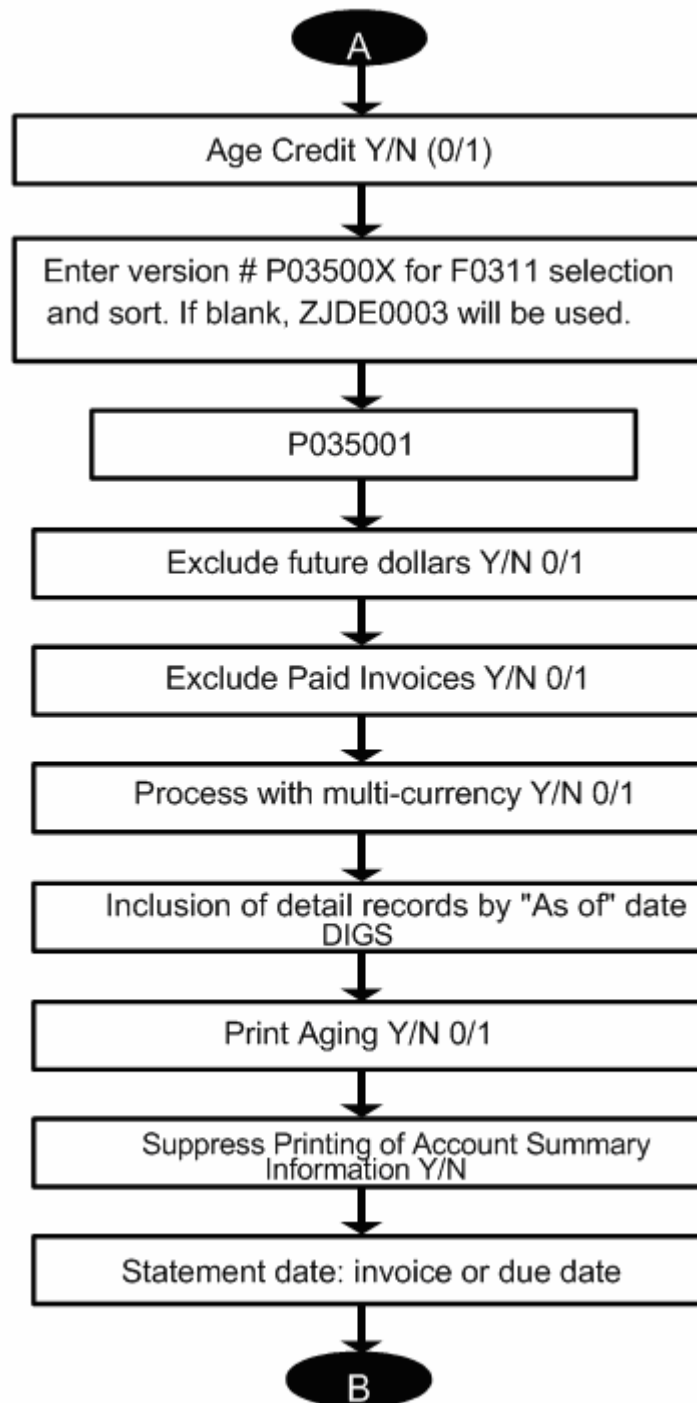 A
Age Credit Y/N (0/1)
Enter version # P03500X for F0311 selection
and sort. If blank, ZJDE0003 will be used.
P035001
Exclude future dollars Y/N 0/1
Exclude Paid Invoices Y/N 0/1
Process with multi-currency Y/N 0/1
Inclusion of detail records by "As of" date
DIGS
Print Aging Y/N 0/1
Suppress Printing of Account Summary
Information Y/N
Statement date: invoice or due date
B